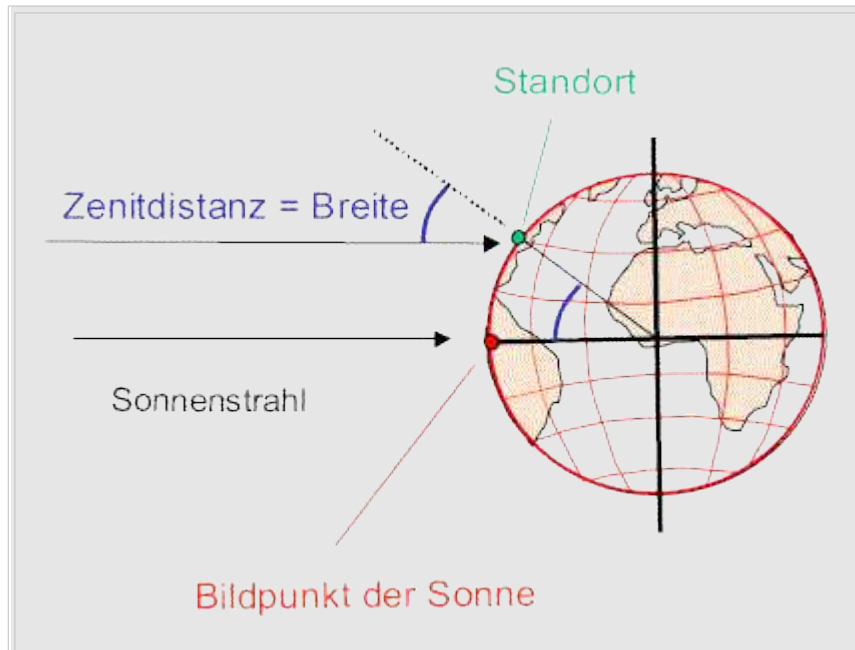 Standort
Zenitdistanz = Breite
Sonnenstrahl
Bildpunkt der Sonne